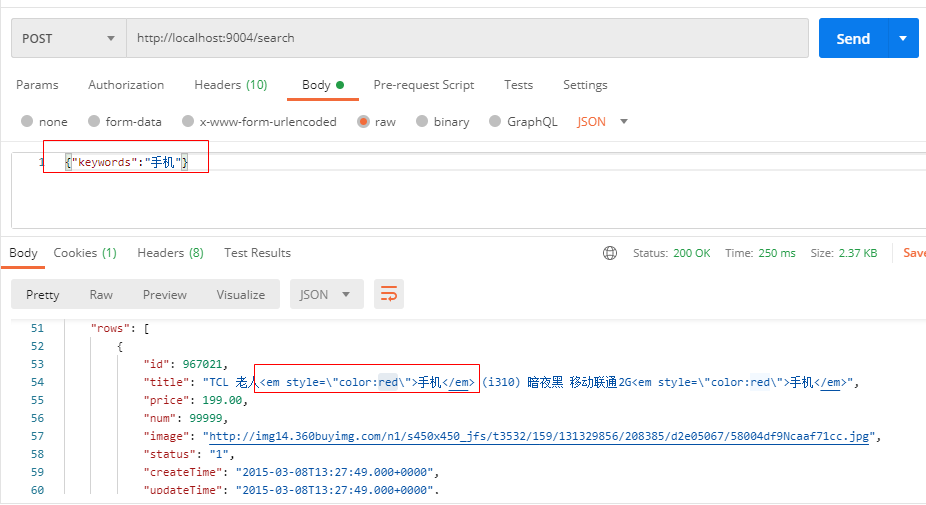 POST http://localhost:9004/search Send
Params Authorization Headers (10) Body Pre-request Script Tests Settings
none form-data x-www-form-urlencoded raw binary GraphQL JSON
1 {"keywords":"手机"}
Body Cookies (1) Headers (8) Test Results Status: 200 OK Time: 250 ms Size: 2.37 KB Save
Pretty Raw Preview Visualize JSON
51 "rows": [
52 {
53 "id": 967021,
54 "title": "TCL 老人<em style=\"color:red\">手机</em> (i310) 暗夜黑 移动联通2G<em style=\"color:red\">手机</em>",
55 "price": 199.00,
56 "num": 99999,
57 "image": "http://img14.360buyimg.com/n1/s450x450_jfs/t3532/159/131329856/208385/d2e05067/58004df9Ncaaf71cc.jpg",
58 "status": "1",
59 "createTime": "2015-03-08T13:27:49.000+0000",
60 "updateTime": "2015-03-08T13:27:49.000+0000",